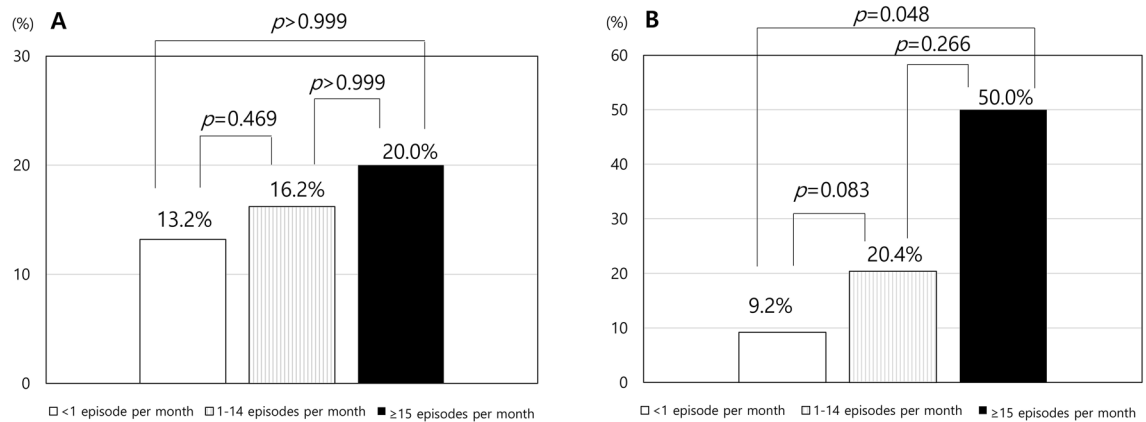 (%)
A
p>0.999
30
p>0.999
p=0.469
20
20.0%
16.2%
13.2%
10
0
<1 episode per month 1-14 episodes per month ≥15 episodes per month
(%)
B
p=0.048
p=0.266
60
50.0%
50
40
p=0.083
30
20.4%
20
9.2%
10
0
<1 episode per month 1-14 episodes per month ≥15 episodes per month